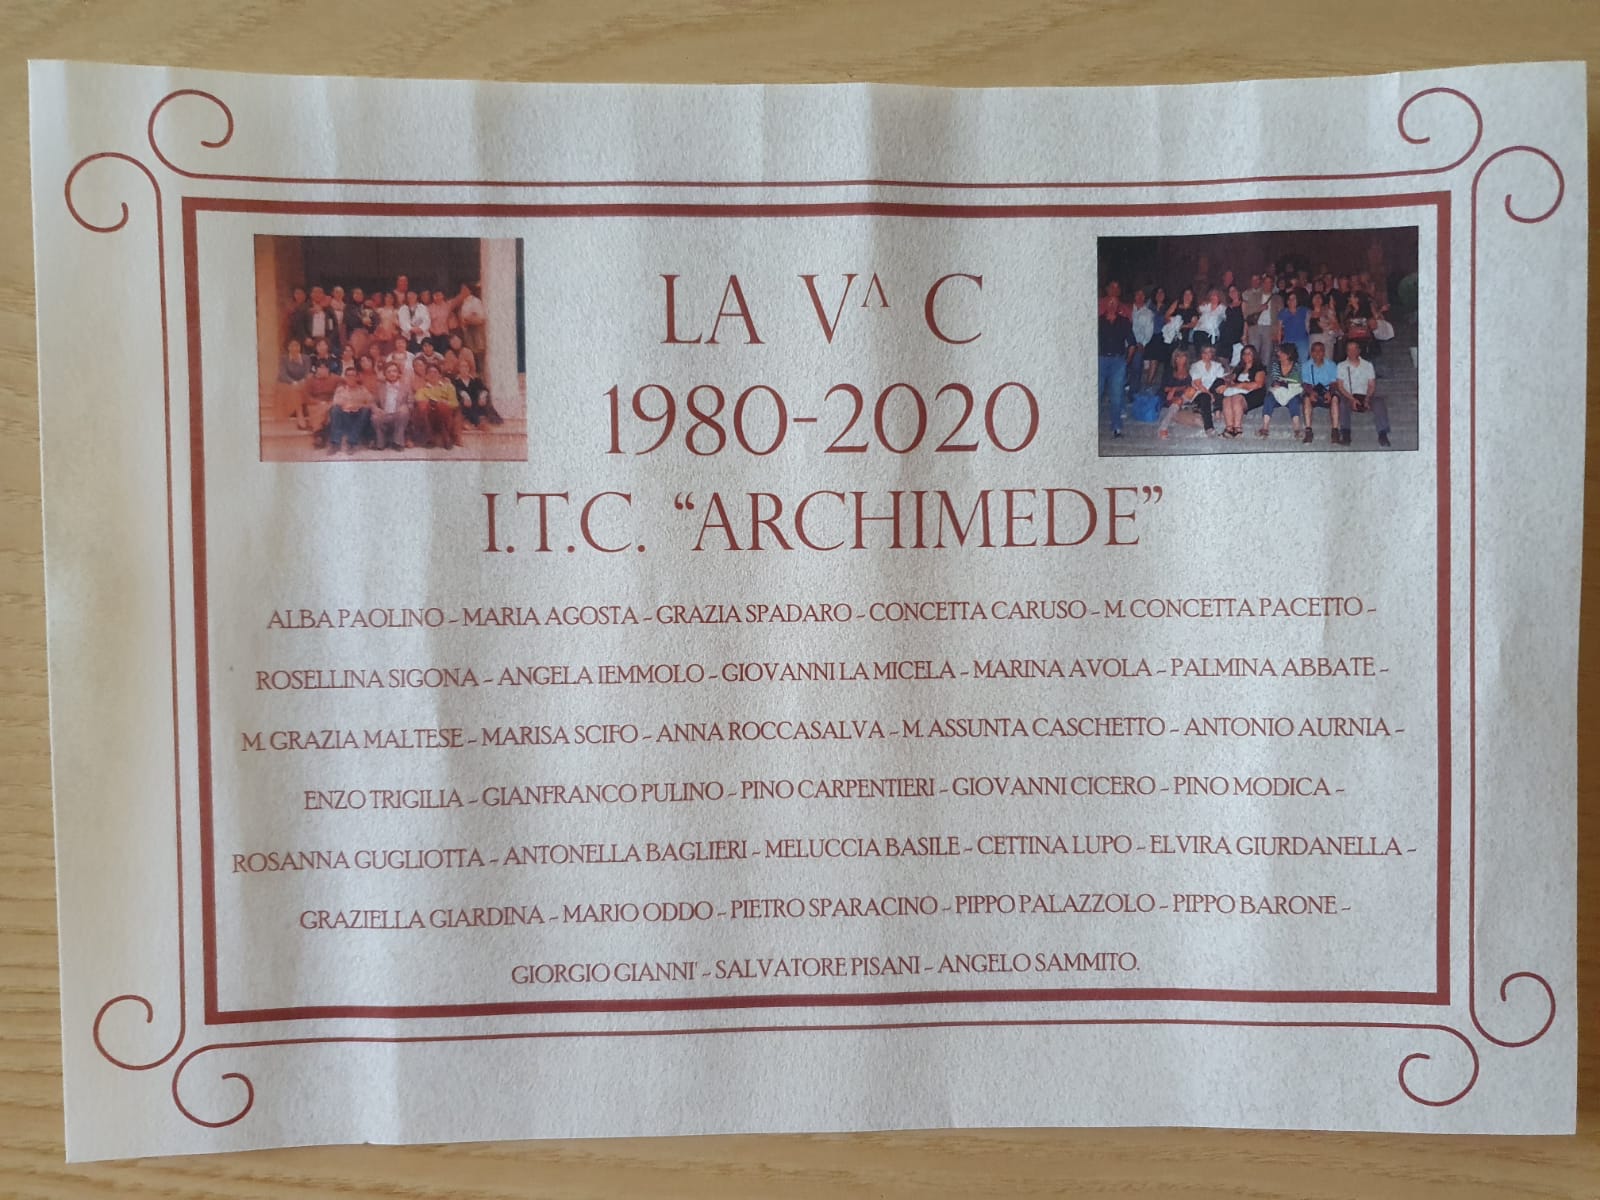 LA V^ C
1980-2020
I.T.C. “ARCHIMEDE”
ALBA PAOLINO - MARIA AGOSTA - GRAZIA SPADARO - CONCETTA CARUSO - M. CONCETTA PACETTO -
ROSELLINA SIGONA - ANGELA IEMMOLO - GIOVANNI LA MICELA - MARINA AVOLA - PALMINA ABBATE -
M. GRAZIA MALTESE - MARISA SCIFO - ANNA ROCCASALVA - M. ASSUNTA CASCHETTO - ANTONIO AURNIA -
ENZO TRIGILIA - GIANFRANCO PULINO - PINO CARPENTIERI - GIOVANNI CICERO - PINO MODICA -
ROSANNA GUGLIOTTA - ANTONELLA BAGLIERI - MELUCCIA BASILE - CETTINA LUPO - ELVIRA GIURDANELLA -
GRAZIELLA GIARDINA - MARIO ODDO - PIETRO SPARACINO - PIPPO PALAZZOLO - PIPPO BARONE -
GIORGIO GIANNI' - SALVATORE PISANI - ANGELO SAMMITO.